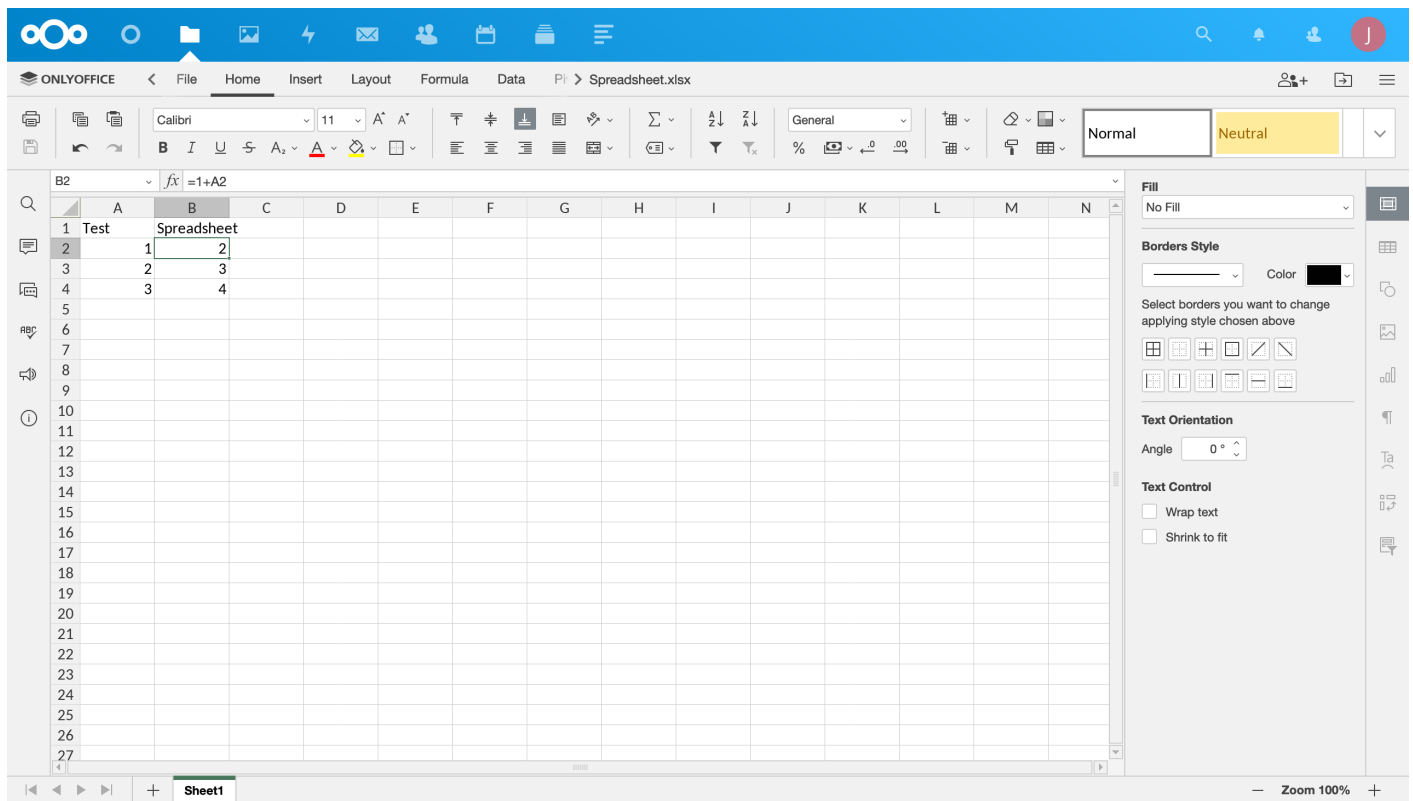 J
ONLYOFFICE File Home Insert Layout Formula Data Spreadsheet.xlsx
Calibri 11 General Normal Neutral
B2 fx =1+A2
A B C D E F G H I J K L M N
1 Test Spreadsheet
2 1 2
3 2 3
4 3 4
5
6
7
8
9
10
11
12
13
14
15
16
17
18
19
20
21
22
23
24
25
26
27
Fill
No Fill
Borders Style
Color
Select borders you want to change
applying style chosen above
Text Orientation
Angle 0 °
Text Control
Wrap text
Shrink to fit
Sheet1 Zoom 100%